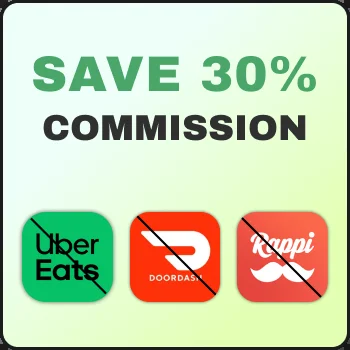 SAVE 30%
COMMISSION
Uber
Eats
DOORDASH
Rappi